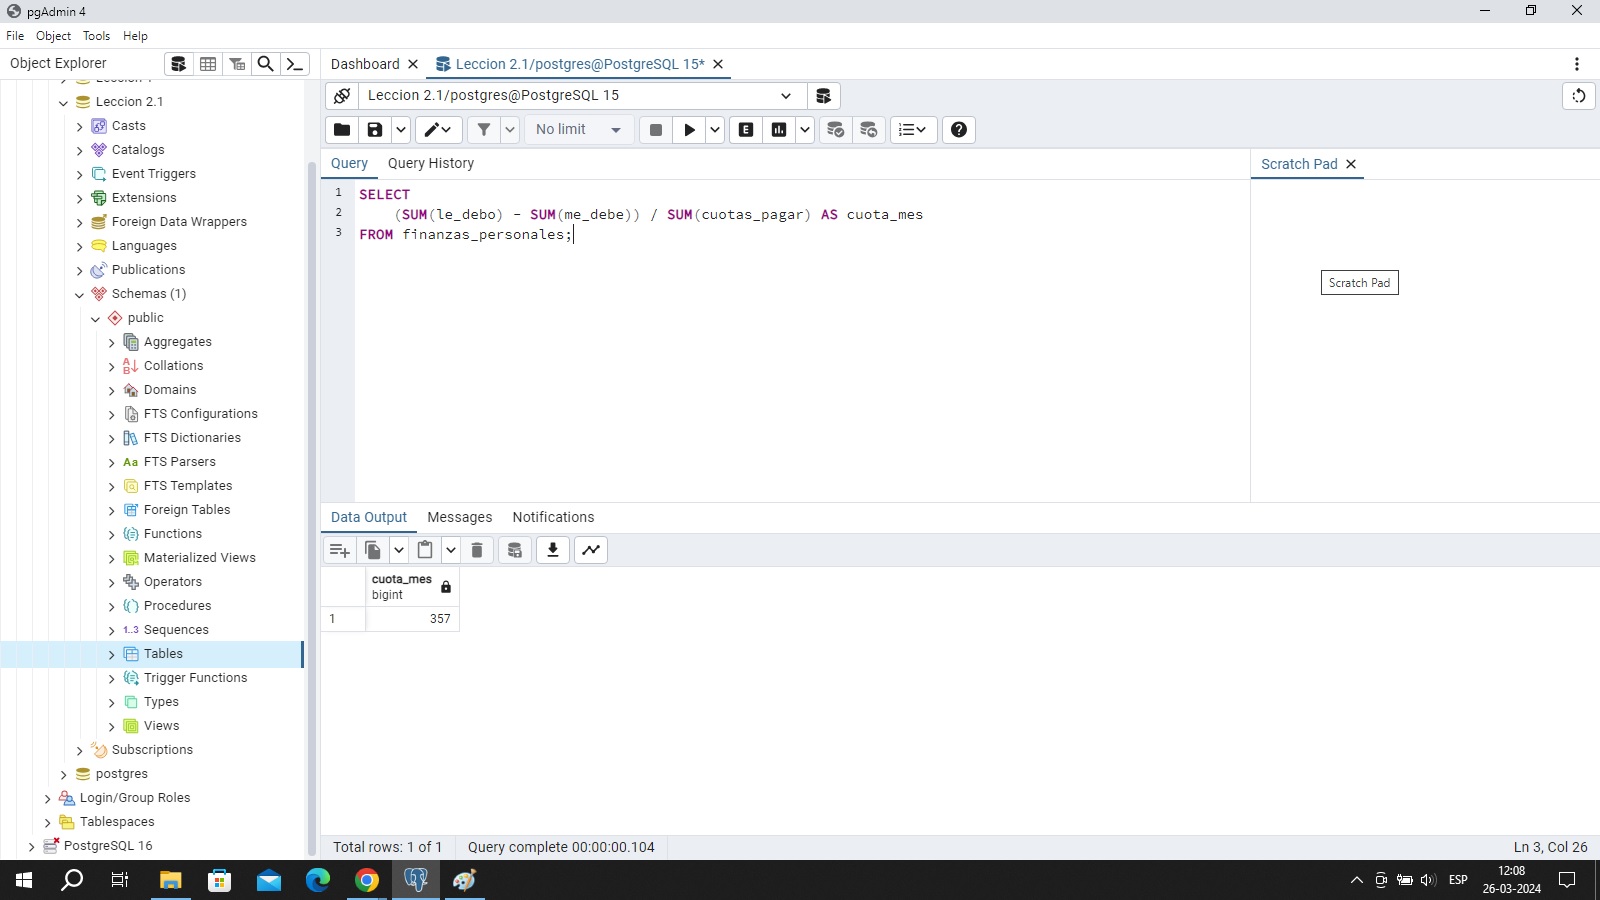 pgAdmin 4
File Object Tools Help
Object Explorer
Dashboard
Leccion 2.1/postgres@PostgreSQL 15*
Leccion 2.1
Casts
Catalogs
Event Triggers
Extensions
Foreign Data Wrappers
Languages
Publications
Schemas (1)
public
Aggregates
Collations
Domains
FTS Configurations
FTS Dictionaries
Aa FTS Parsers
FTS Templates
Foreign Tables
Functions
Materialized Views
Operators
Procedures
1..3 Sequences
Tables
Trigger Functions
Types
Views
Subscriptions
postgres
Login/Group Roles
Tablespaces
PostgreSQL 16
Leccion 2.1/postgres@PostgreSQL 15
No limit
E
Query Query History
1 SELECT
2 (SUM(le_debo) - SUM(me_debe)) / SUM(cuotas_pagar) AS cuota_mes
3 FROM finanzas_personales;
Scratch Pad
Scratch Pad
Data Output Messages Notifications
cuota_mes
bigint
1 357
Total rows: 1 of 1 Query complete 00:00:00.104 Ln 3, Col 26
ESP
12:08
26-03-2024